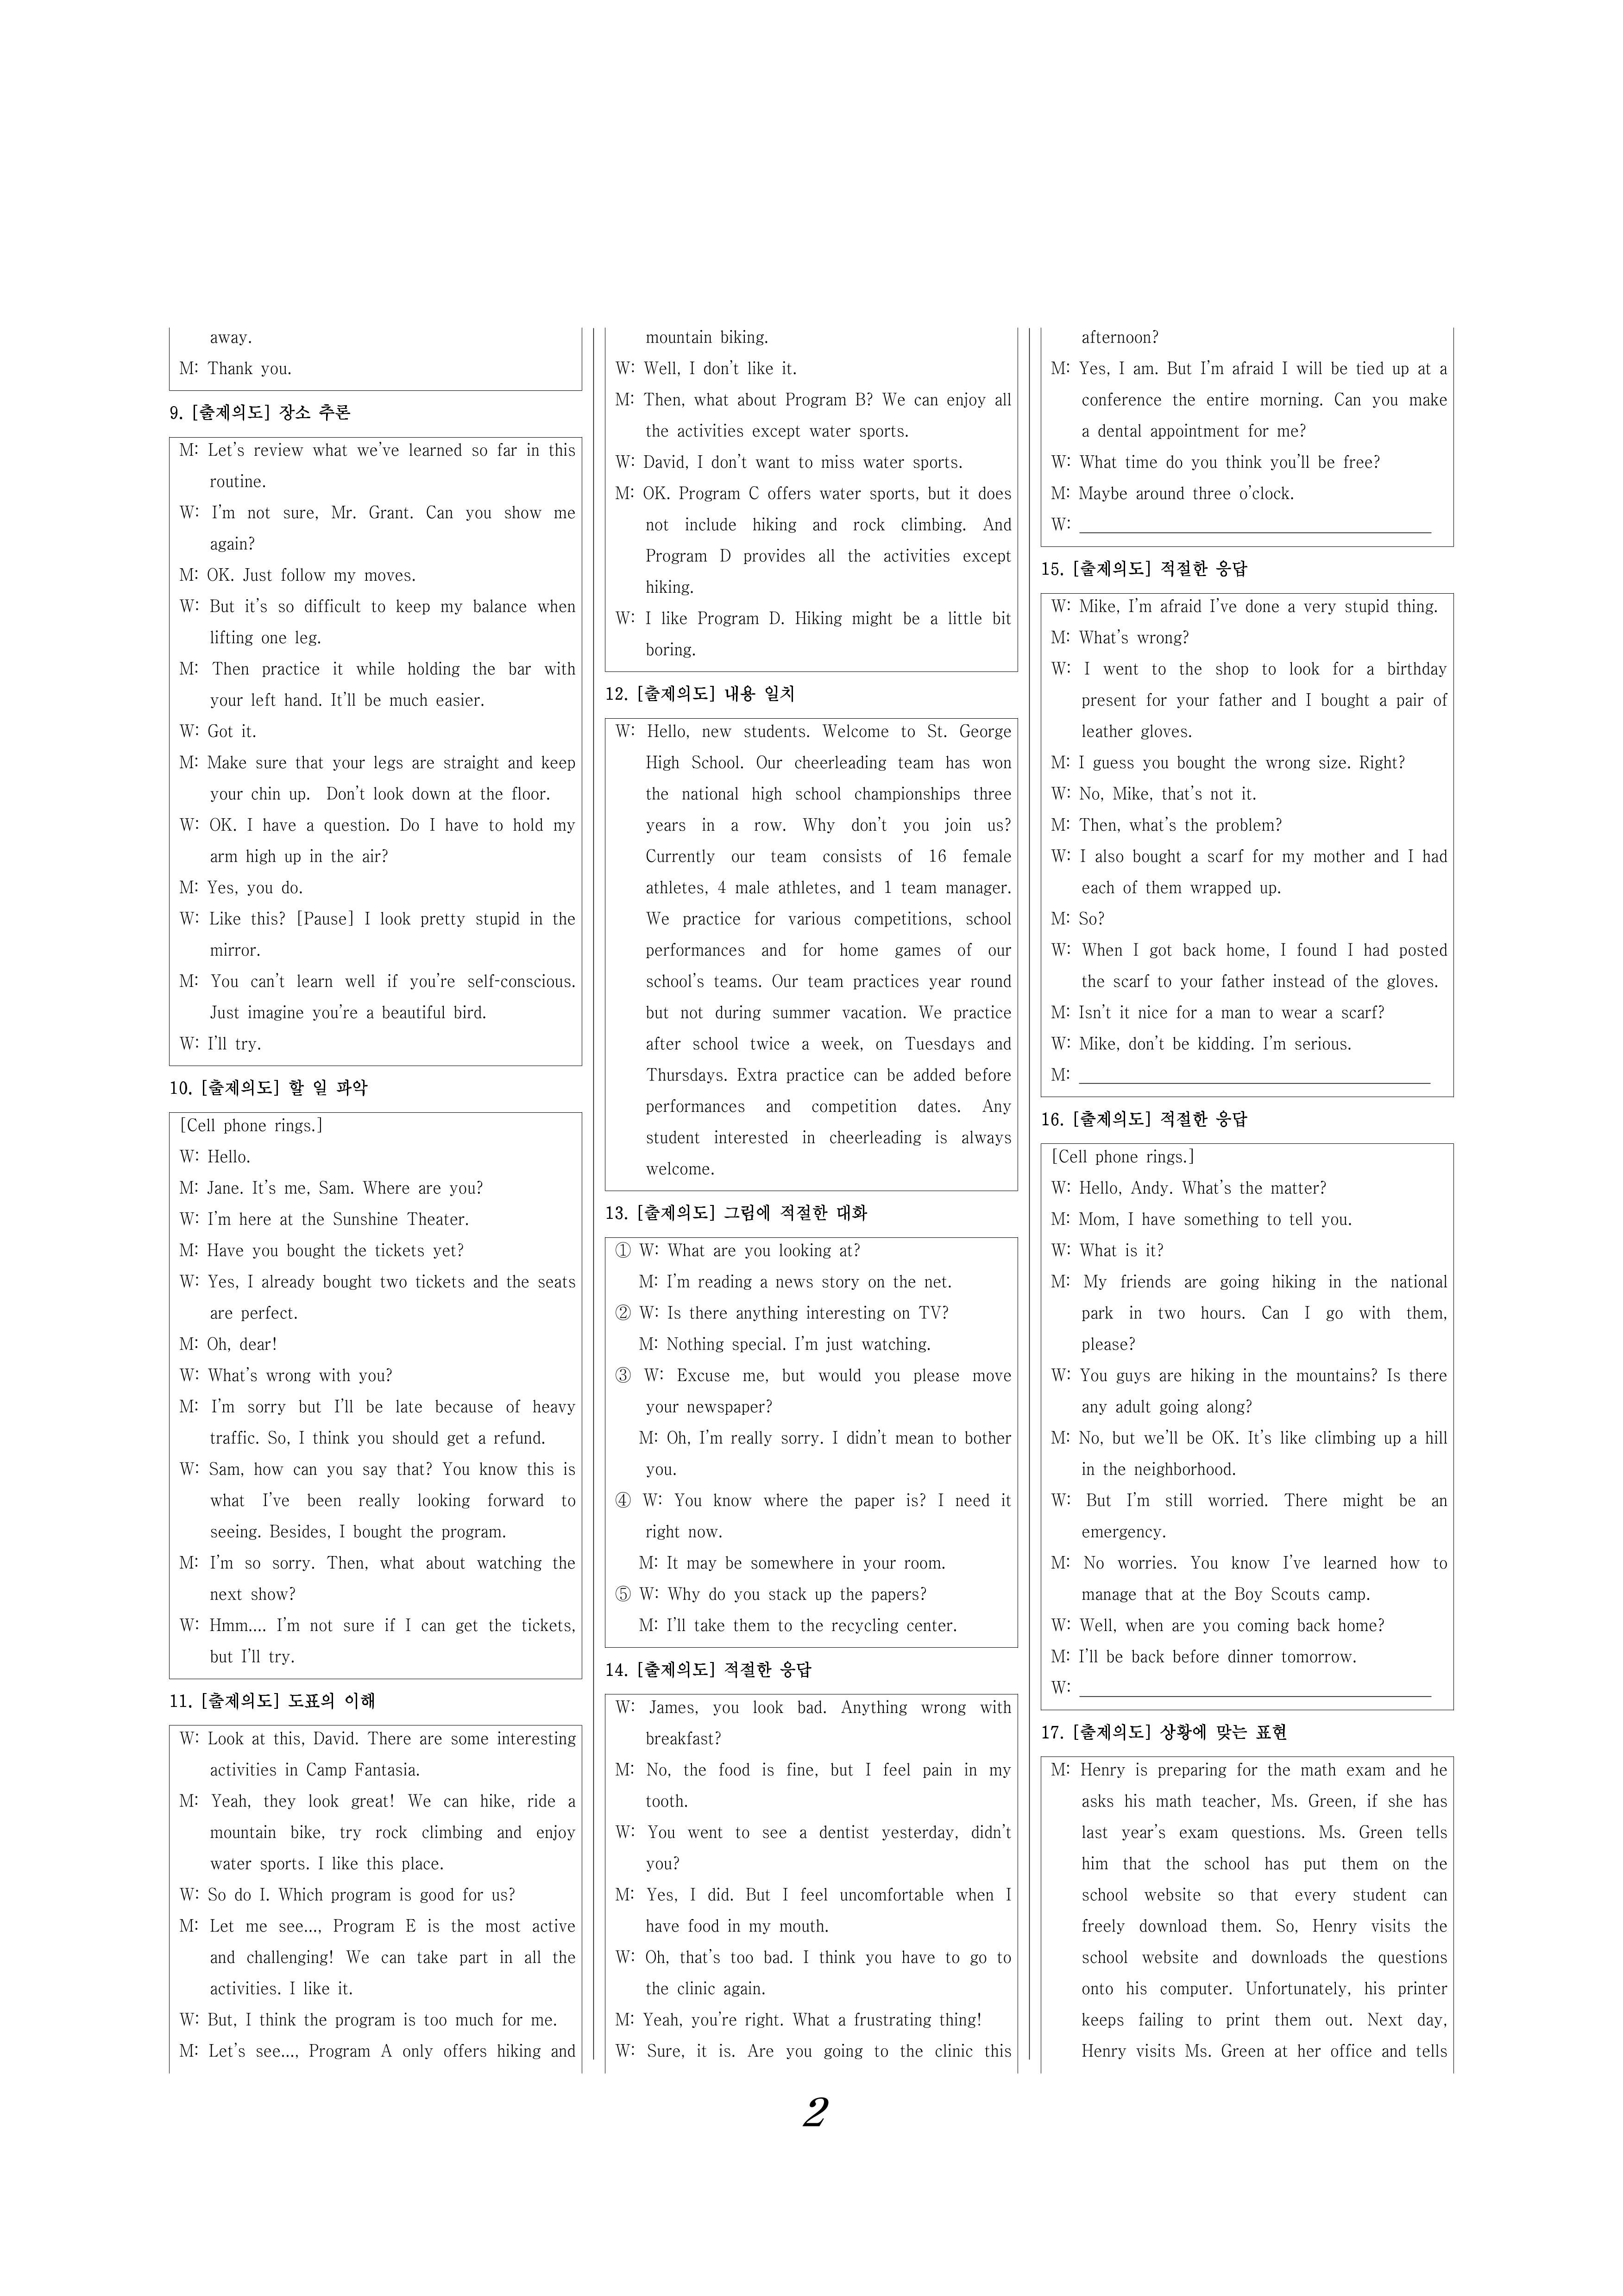 away.
M: Thank you.
9. [출제의도] 장소 추론
M: Let's review what we've learned so far in this
routine.
W: I'm not sure, Mr. Grant. Can you show me
again?
M: OK. Just follow my moves.
W: But it's so difficult to keep my balance when
lifting one leg.
M: Then practice it while holding the bar with
your left hand. It'll be much easier.
W: Got it.
M: Make sure that your legs are straight and keep
your chin up. Don't look down at the floor.
W: OK. I have a question. Do I have to hold my
arm high up in the air?
M: Yes, you do.
W: Like this? [Pause] I look pretty stupid in the
mirror.
M: You can't learn well if you're self-conscious.
Just imagine you're a beautiful bird.
W: I'll try.
10. [출제의도] 할 일 파악
[Cell phone rings.]
W: Hello.
M: Jane. It's me, Sam. Where are you?
W: I'm here at the Sunshine Theater.
M: Have you bought the tickets yet?
W: Yes, I already bought two tickets and the seats
are perfect.
M: Oh, dear!
W: What's wrong with you?
M: I'm sorry but I'll be late because of heavy
traffic. So, I think you should get a refund.
W: Sam, how can you say that? You know this is
what I've been really looking forward to
seeing. Besides, I bought the program.
M: I'm so sorry. Then, what about watching the
next show?
W: Hmm.... I'm not sure if I can get the tickets,
but I'll try.
11. [출제의도] 도표의 이해
W: Look at this, David. There are some interesting
activities in Camp Fantasia.
M: Yeah, they look great! We can hike, ride a
mountain bike, try rock climbing and enjoy
water sports. I like this place.
W: So do I. Which program is good for us?
M: Let me see..., Program E is the most active
and challenging! We can take part in all the
activities. I like it.
W: But, I think the program is too much for me.
M: Let's see..., Program A only offers hiking and
mountain biking.
W: Well, I don't like it.
M: Then, what about Program B? We can enjoy all
the activities except water sports.
W: David, I don't want to miss water sports.
M: OK. Program C offers water sports, but it does
not include hiking and rock climbing. And
Program D provides all the activities except
hiking.
W: I like Program D. Hiking might be a little bit
boring.
12. [출제의도] 내용 일치
W: Hello, new students. Welcome to St. George
High School. Our cheerleading team has won
the national high school championships three
years in a row. Why don't you join us?
Currently our team consists of 16 female
athletes, 4 male athletes, and 1 team manager.
We practice for various competitions, school
performances and for home games of our
school's teams. Our team practices year round
but not during summer vacation. We practice
after school twice a week, on Tuesdays and
Thursdays. Extra practice can be added before
performances and competition dates. Any
student interested in cheerleading is always
welcome.
13. [출제의도] 그림에 적절한 대화
① W: What are you looking at?
M: I'm reading a news story on the net.
② W: Is there anything interesting on TV?
M: Nothing special. I'm just watching.
③ W: Excuse me, but would you please move
your newspaper?
M: Oh, I'm really sorry. I didn't mean to bother
you.
④ W: You know where the paper is? I need it
right now.
M: It may be somewhere in your room.
⑤ W: Why do you stack up the papers?
M: I'll take them to the recycling center.
14. [출제의도] 적절한 응답
W: James, you look bad. Anything wrong with
breakfast?
M: No, the food is fine, but I feel pain in my
tooth.
W: You went to see a dentist yesterday, didn't
you?
M: Yes, I did. But I feel uncomfortable when I
have food in my mouth.
W: Oh, that's too bad. I think you have to go to
the clinic again.
M: Yeah, you're right. What a frustrating thing!
W: Sure, it is. Are you going to the clinic this
afternoon?
M: Yes, I am. But I'm afraid I will be tied up at a
conference the entire morning. Can you make
a dental appointment for me?
W: What time do you think you'll be free?
M: Maybe around three o'clock.
W: ____________
15. [출제의도] 적절한 응답
W: Mike, I'm afraid I've done a very stupid thing.
M: What's wrong?
W: I went to the shop to look for a birthday
present for your father and I bought a pair of
leather gloves.
M: I guess you bought the wrong size. Right?
W: No, Mike, that's not it.
M: Then, what's the problem?
W: I also bought a scarf for my mother and I had
each of them wrapped up.
M: So?
W: When I got back home, I found I had posted
the scarf to your father instead of the gloves.
M: Isn't it nice for a man to wear a scarf?
W: Mike, don't be kidding. I'm serious.
M: ____________
16. [출제의도] 적절한 응답
[Cell phone rings.]
W: Hello, Andy. What's the matter?
M: Mom, I have something to tell you.
W: What is it?
M: My friends are going hiking in the national
park in two hours. Can I go with them,
please?
W: You guys are hiking in the mountains? Is there
any adult going along?
M: No, but we'll be OK. It's like climbing up a hill
in the neighborhood.
W: But I'm still worried. There might be an
emergency.
M: No worries. You know I've learned how to
manage that at the Boy Scouts camp.
W: Well, when are you coming back home?
M: I'll be back before dinner tomorrow.
W: ____________
17. [출제의도] 상황에 맞는 표현
M: Henry is preparing for the math exam and he
asks his math teacher, Ms. Green, if she has
last year's exam questions. Ms. Green tells
him that the school has put them on the
school website so that every student can
freely download them. So, Henry visits the
school website and downloads the questions
onto his computer. Unfortunately, his printer
keeps failing to print them out. Next day,
Henry visits Ms. Green at her office and tells
2